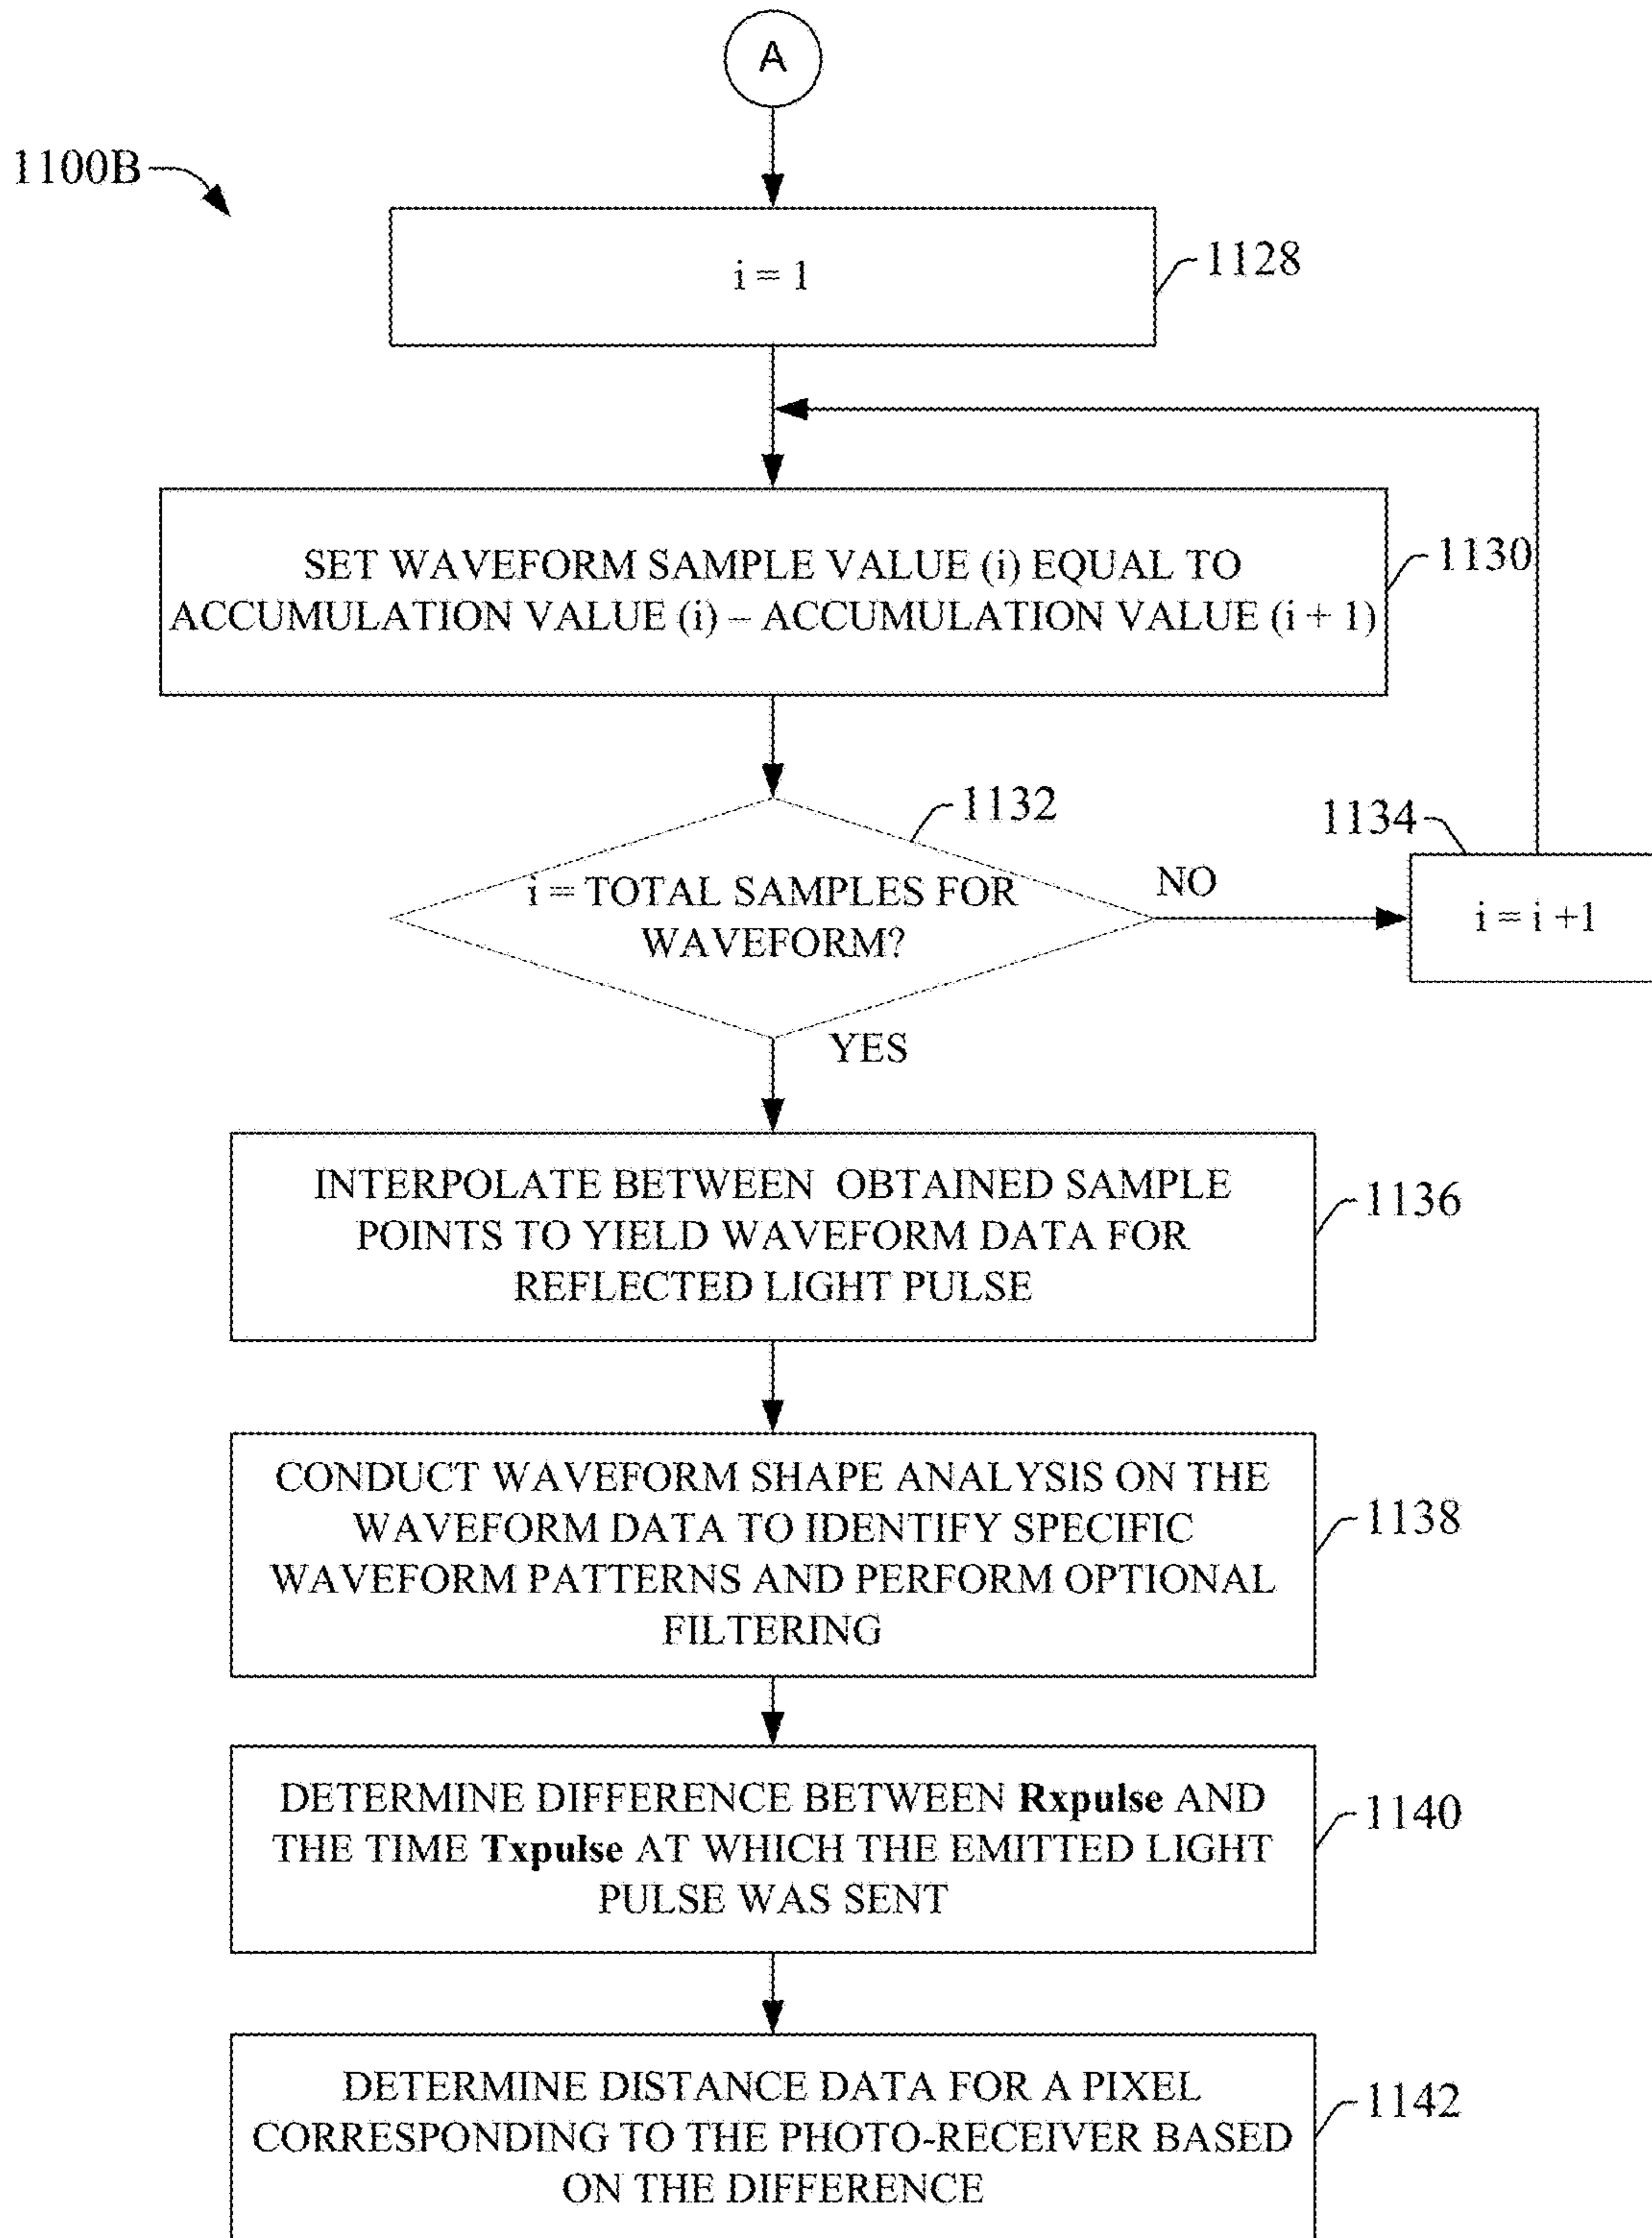 A
1100B
i = 1
1128
SET WAVEFORM SAMPLE VALUE (i) EQUAL TO
ACCUMULATION VALUE (i) – ACCUMULATION VALUE (i + 1)
1130
1132
i = TOTAL SAMPLES FOR
WAVEFORM?
NO
1134
i = i +1
YES
INTERPOLATE BETWEEN OBTAINED SAMPLE
POINTS TO YIELD WAVEFORM DATA FOR
REFLECTED LIGHT PULSE
1136
CONDUCT WAVEFORM SHAPE ANALYSIS ON THE
WAVEFORM DATA TO IDENTIFY SPECIFIC
WAVEFORM PATTERNS AND PERFORM OPTIONAL
FILTERING
1138
DETERMINE DIFFERENCE BETWEEN Rxpulse AND
THE TIME Txpulse AT WHICH THE EMITTED LIGHT
PULSE WAS SENT
1140
DETERMINE DISTANCE DATA FOR A PIXEL
CORRESPONDING TO THE PHOTO-RECEIVER BASED
ON THE DIFFERENCE
1142